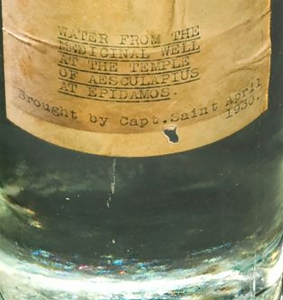 WATER FROM THE
MEDICINAL WELL
AT THE TEMPLE
OF AESCULAPIUS
AT EPIDAMOS.
Brought by Capt.Saint April
1930.